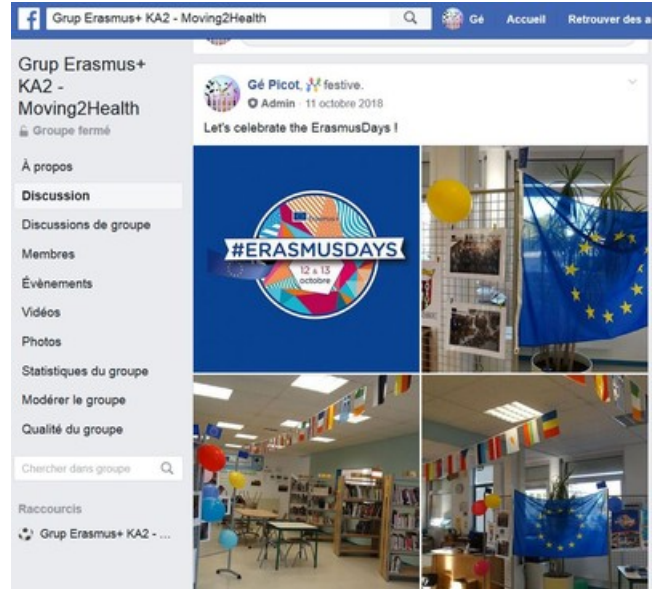 Grup Erasmus+ KA2 - Moving2Health
Gé
Accueil
Retrouver des a
Grup Erasmus+
KA2 -
Moving2Health
Groupe fermé
À propos
Discussion
Discussions de groupe
Membres
Évènements
Vidéos
Photos
Statistiques du groupe
Modérer le groupe
Qualité du groupe
Chercher dans groupe
Raccourcis
Grup Erasmus+ KA2 - ...
Gé Picot, festive.
Admin · 11 octobre 2018
Let's celebrate the ErasmusDays !
Erasmus+
#ERASMUSDAYS
12 & 13
octobre